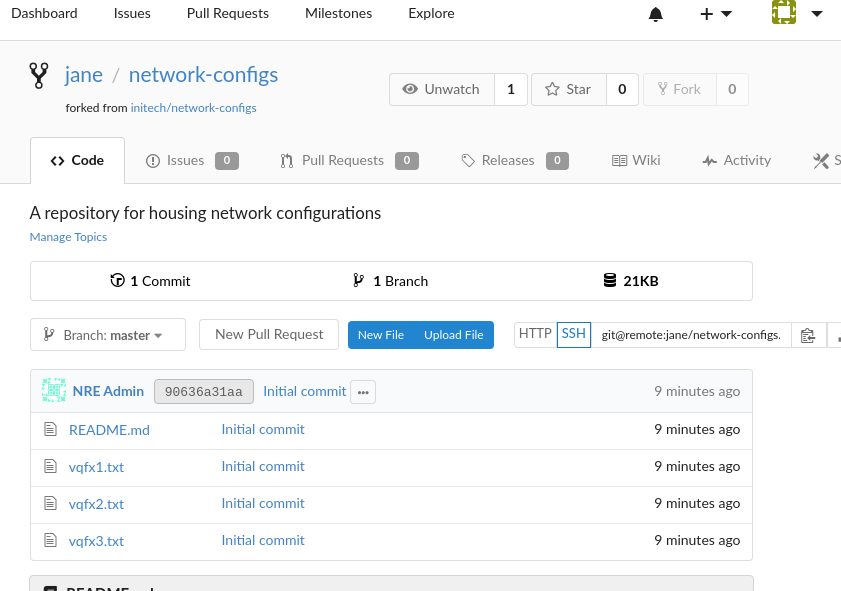 Dashboard Issues Pull Requests Milestones Explore
jane / network-configs
Unwatch 1 Star 0 Fork 0
forked from initech/network-configs
Code Issues 0 Pull Requests 0 Releases 0 Wiki Activity S
A repository for housing network configurations
Manage Topics
1 Commit 1 Branch 21KB
Branch: master New Pull Request New File Upload File HTTP SSH git@remote:jane/network-configs.
NRE Admin 90636a31aa Initial commit ... 9 minutes ago
README.md Initial commit 9 minutes ago
vqfx1.txt Initial commit 9 minutes ago
vqfx2.txt Initial commit 9 minutes ago
vqfx3.txt Initial commit 9 minutes ago